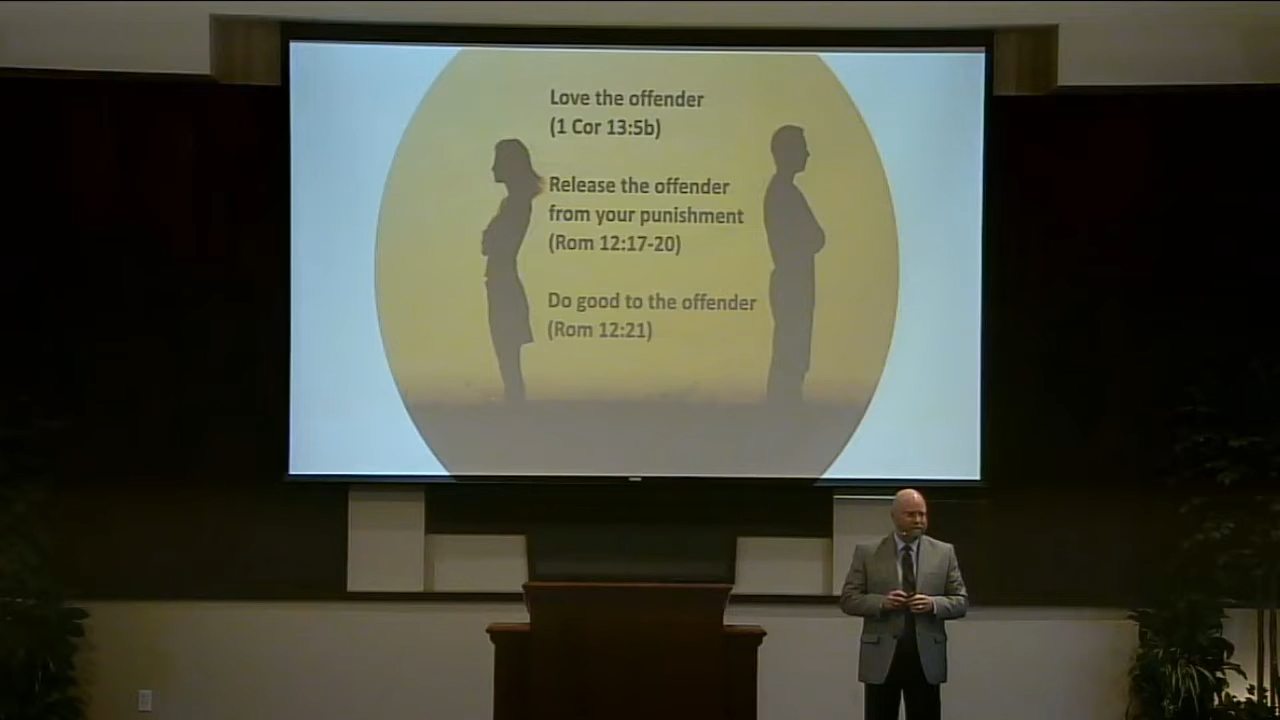 Love the offender
(1 Cor 13:5b)
Release the offender
from your punishment
(Rom 12:17-20)
Do good to the offender
(Rom 12:21)